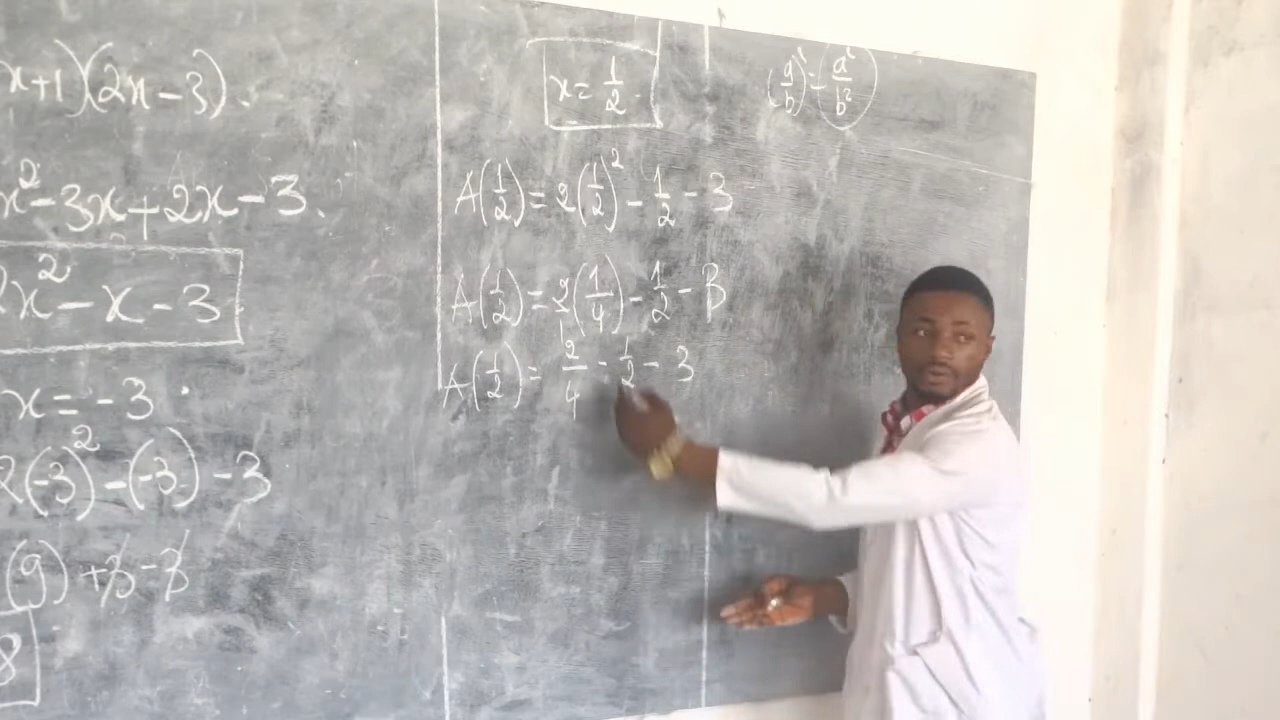 x+1)(2x-3).
x²-3x+2x-3.
2x²-x-3
x=-3.
2(-3)²-(-3)-3
(9)+3-3
8
x=1/2.
A(1/2)=2(1/2)²-1/2-3
A(1/2)=2(1/4)-1/2-3
A(1/2)=2/4-1/2-3
(a/b)²=a²/b²